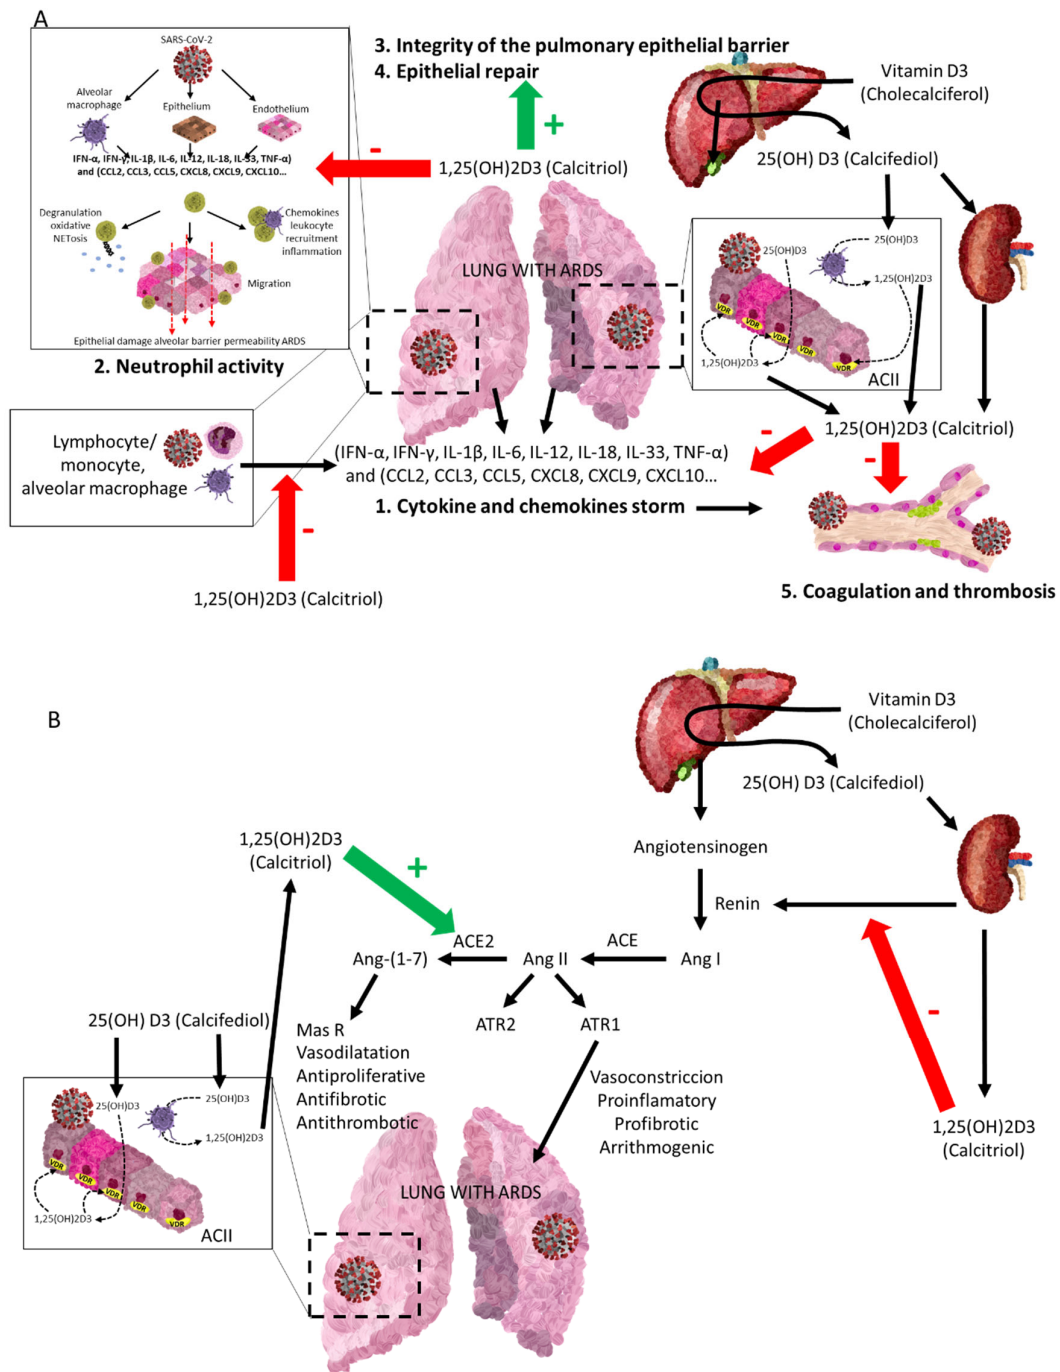 A
SARS-CoV-2
Alveolar
macrophage
Epithelium
Endothelium
IFN-α, IFN-γ, IL-1β, IL-6, IL-12, IL-18, IL-33, TNF-α)
and (CCL2, CCL3, CCL5, CXCL8, CXCL9, CXCL10...
Degranulation
oxidative
NETosis
Chemokines
leukocyte
recruitment
inflammation
Migration
Epithelial damage alveolar barrier permeability ARDS
2. Neutrophil activity
3. Integrity of the pulmonary epithelial barrier
4. Epithelial repair
+
-
1,25(OH)2D3 (Calcitriol)
LUNG WITH ARDS
Vitamin D3
(Cholecalciferol)
25(OH) D3 (Calcifediol)
25(OH)D3
25(OH)D3
1,25(OH)2D3
VDR
VDR
VDR
VDR
VDR
1,25(OH)2D3
ACII
1,25(OH)2D3 (Calcitriol)
-
-
Lymphocyte/
monocyte,
alveolar macrophage
(IFN-α, IFN-γ, IL-1β, IL-6, IL-12, IL-18, IL-33, TNF-α)
and (CCL2, CCL3, CCL5, CXCL8, CXCL9, CXCL10...
1. Cytokine and chemokines storm
-
1,25(OH)2D3 (Calcitriol)
5. Coagulation and thrombosis
B
Vitamin D3
(Cholecalciferol)
25(OH) D3 (Calcifediol)
Angiotensinogen
Renin
1,25(OH)2D3
(Calcitriol)
+
ACE2
ACE
Ang-(1-7)
Ang II
Ang I
-
ATR2
ATR1
25(OH) D3 (Calcifediol)
Mas R
Vasodilatation
Antiproliferative
Antifibrotic
Antithrombotic
Vasoconstriccion
Proinflamatory
Profibrotic
Arrithmogenic
1,25(OH)2D3
(Calcitriol)
25(OH)D3
25(OH)D3
1,25(OH)2D3
VDR
VDR
VDR
VDR
VDR
1,25(OH)2D3
ACII
LUNG WITH ARDS